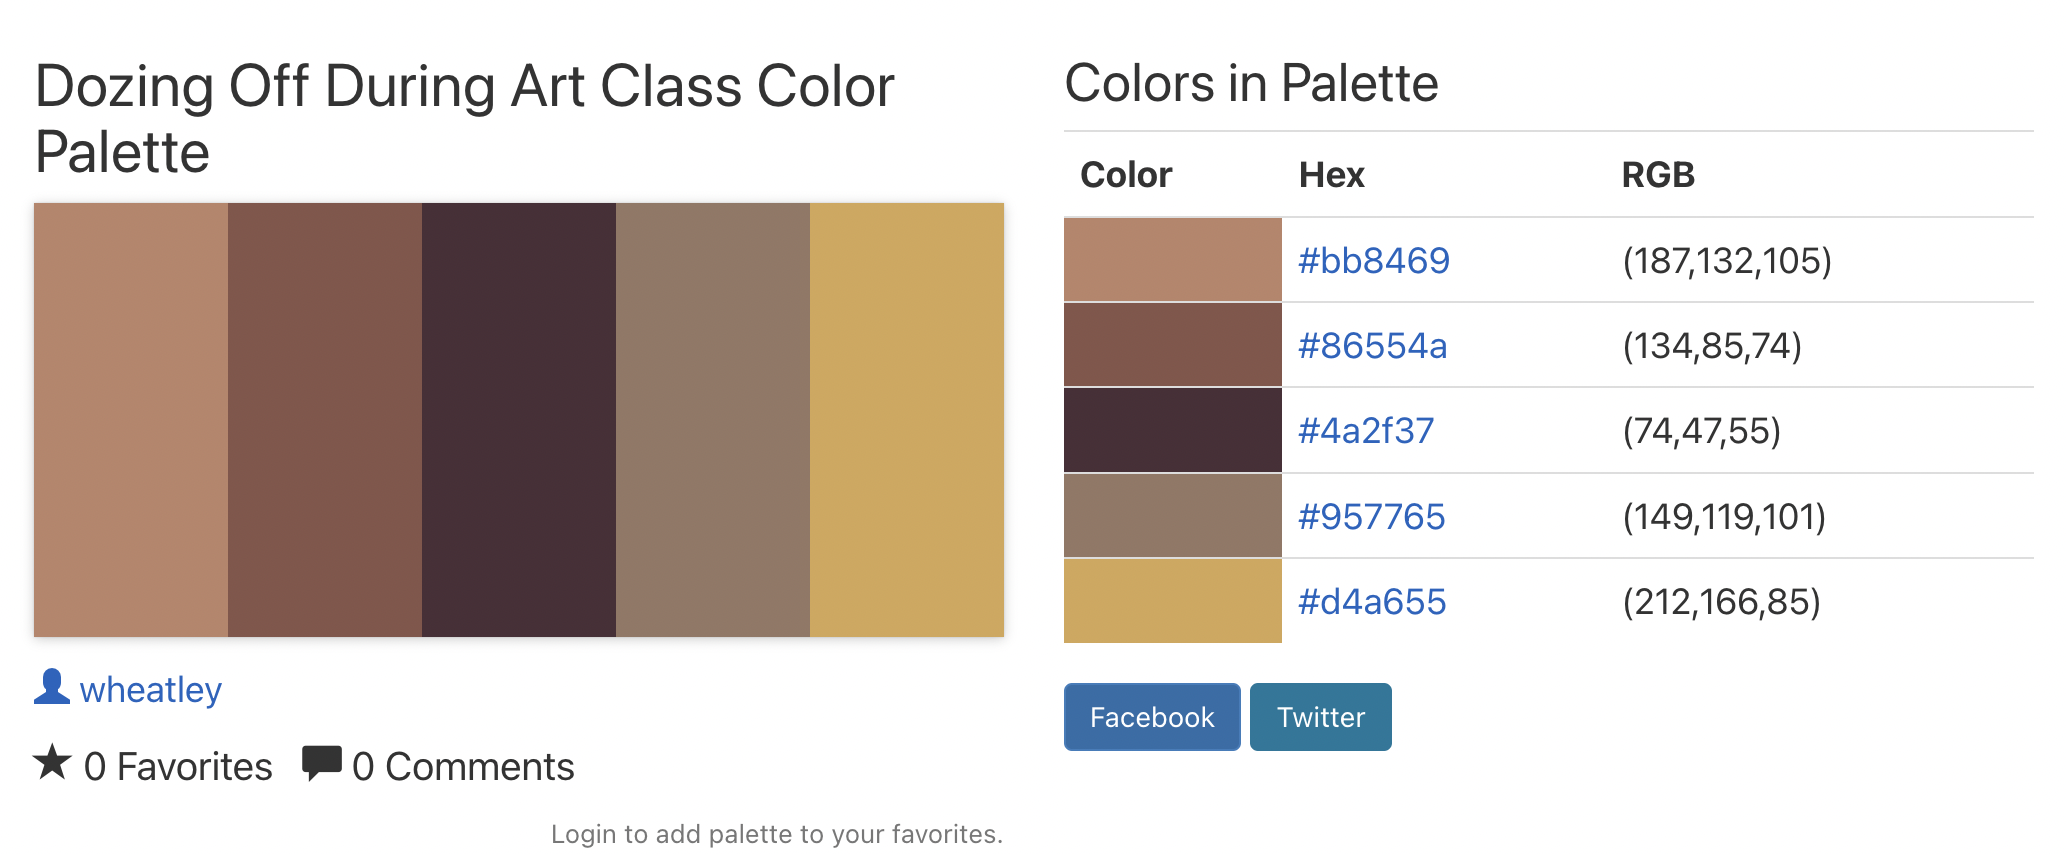 Dozing Off During Art Class Color
Palette
wheatley
0 Favorites 0 Comments
Login to add palette to your favorites.
Colors in Palette
Color Hex RGB
#bb8469 (187,132,105)
#86554a (134,85,74)
#4a2f37 (74,47,55)
#957765 (149,119,101)
#d4a655 (212,166,85)
Facebook Twitter